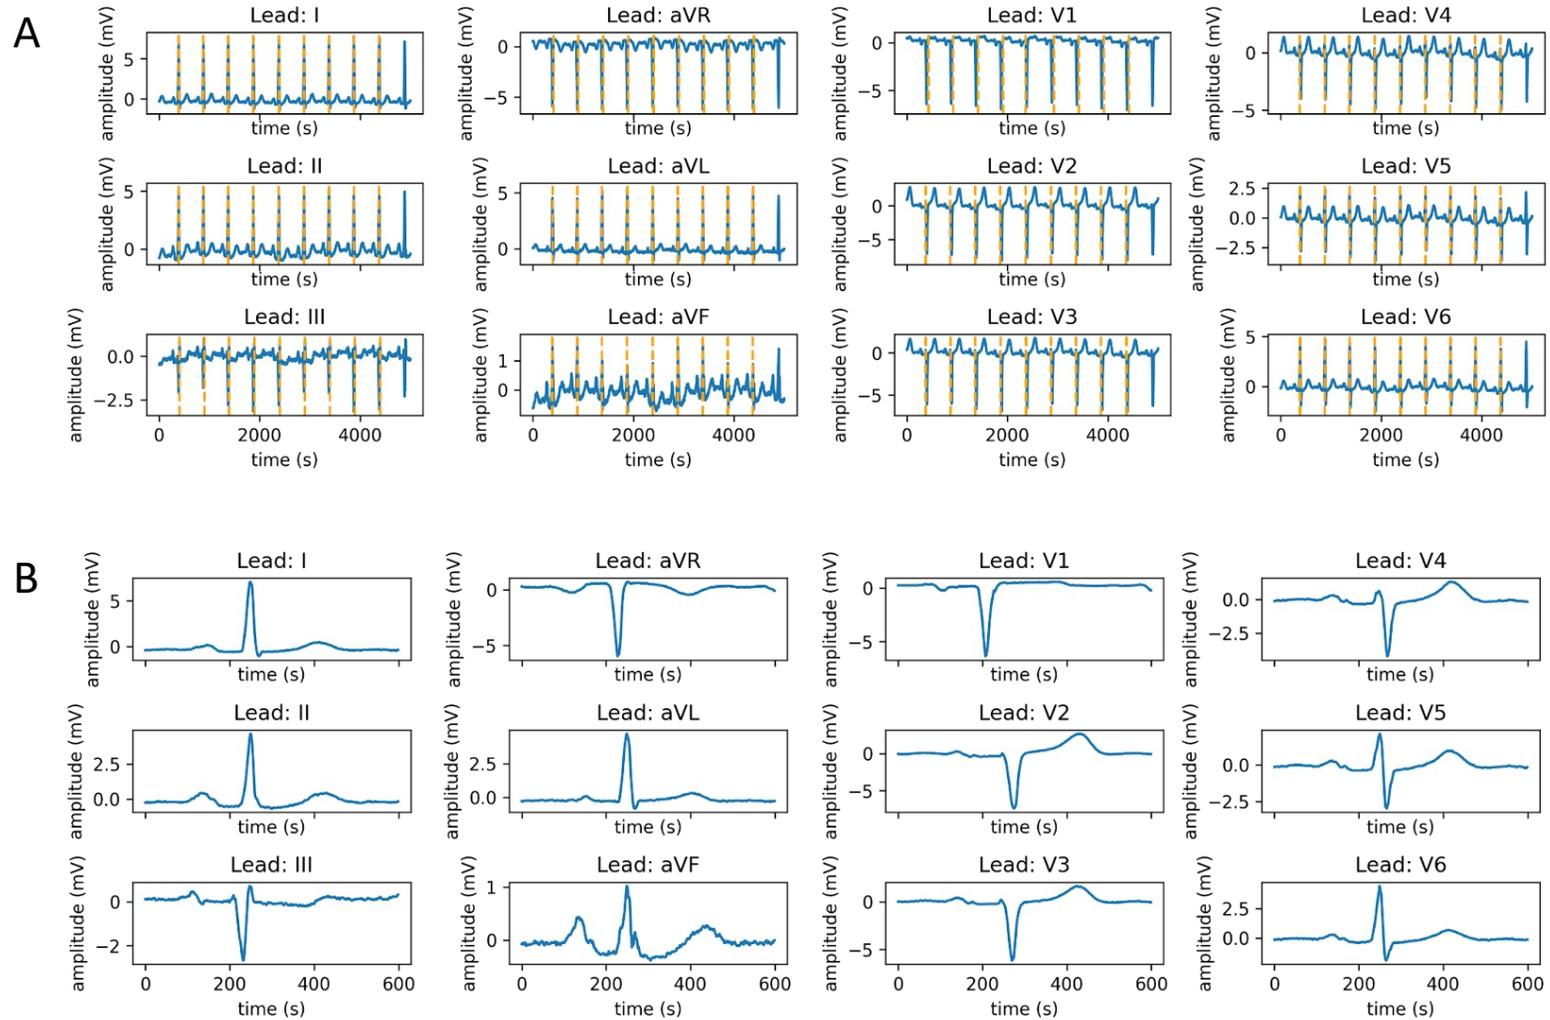 A
Lead: I
amplitude (mV)
5
0
time (s)
Lead: aVR
amplitude (mV)
0
−5
time (s)
Lead: V1
amplitude (mV)
0
−5
time (s)
Lead: V4
amplitude (mV)
0
−5
time (s)
Lead: II
amplitude (mV)
5
0
0 2000 4000
time (s)
Lead: aVL
amplitude (mV)
5
0
time (s)
Lead: V2
amplitude (mV)
0
−5
time (s)
Lead: V5
amplitude (mV)
2.5
0.0
−2.5
time (s)
Lead: III
amplitude (mV)
0.0
−2.5
0 2000 4000
time (s)
Lead: aVF
amplitude (mV)
1
0
0 2000 4000
time (s)
Lead: V3
amplitude (mV)
0
−5
0 2000 4000
time (s)
Lead: V6
amplitude (mV)
5
0
0 2000 4000
time (s)
B
Lead: I
amplitude (mV)
5
0
time (s)
Lead: aVR
amplitude (mV)
0
−5
time (s)
Lead: V1
amplitude (mV)
0
−5
time (s)
Lead: V4
amplitude (mV)
0.0
−2.5
time (s)
Lead: II
amplitude (mV)
2.5
0.0
time (s)
Lead: aVL
amplitude (mV)
2.5
0.0
time (s)
Lead: V2
amplitude (mV)
0
−5
time (s)
Lead: V5
amplitude (mV)
0.0
−2.5
time (s)
Lead: III
amplitude (mV)
0
−2
0 200 400 600
time (s)
Lead: aVF
amplitude (mV)
1
0
0 200 400 600
time (s)
Lead: V3
amplitude (mV)
0
−5
0 200 400 600
time (s)
Lead: V6
amplitude (mV)
2.5
0.0
0 200 400 600
time (s)